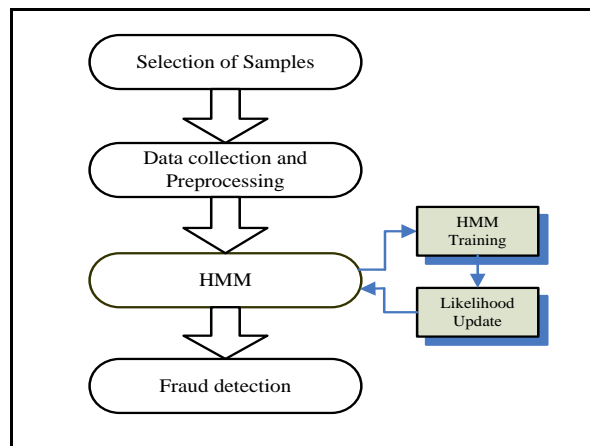 Selection of Samples
Data collection and
Preprocessing
HMM
HMM
Training
Likelihood
Update
Fraud detection